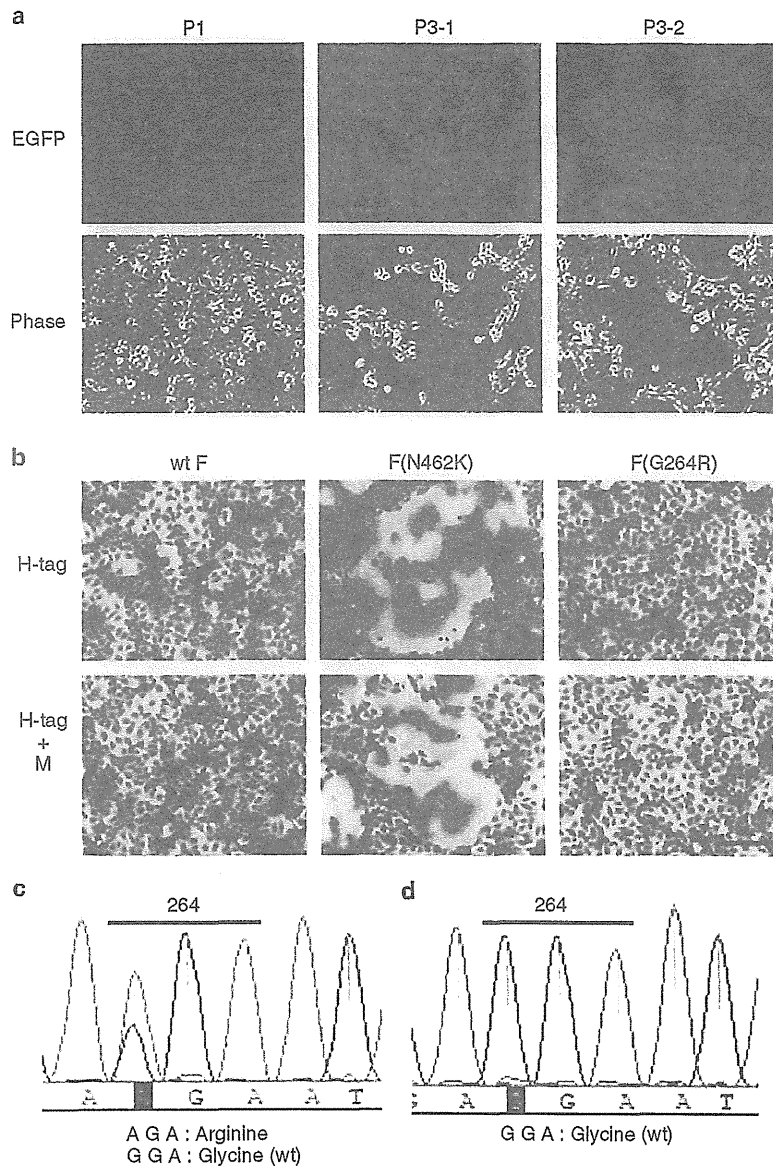 a
P1 P3-1 P3-2
EGFP
Phase
b
wt F F(N462K) F(G264R)
H-tag
H-tag
+
M
c
264
A G A A T
A G A : Arginine
G G A : Glycine (wt)
d
264
A G A A T
G G A : Glycine (wt)